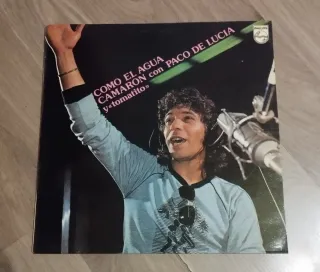 COMO EL AGUA
CAMARON con PACO DE LUCIA
y «tomatito»